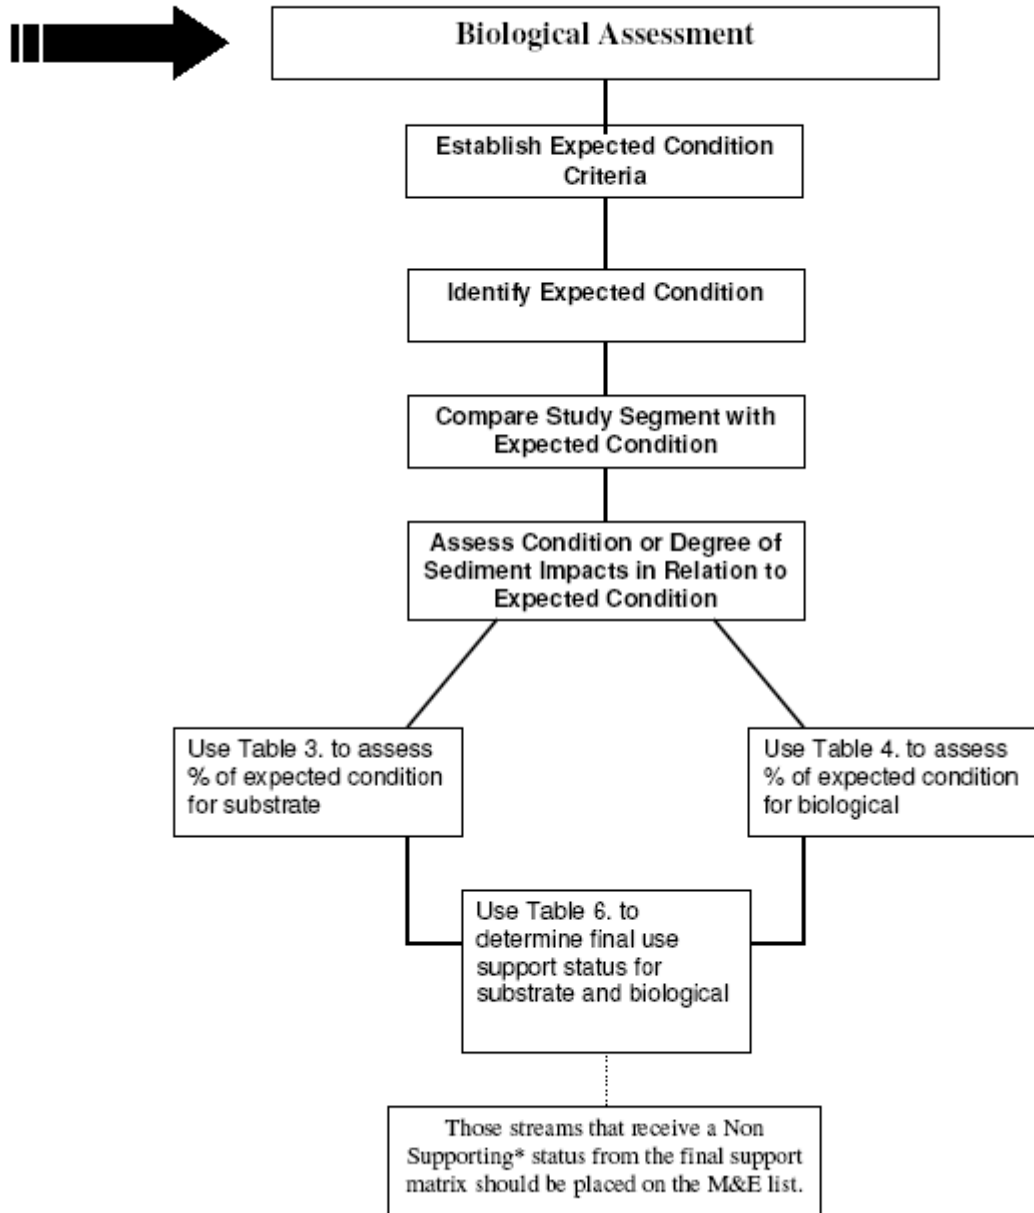 Biological Assessment
Establish Expected Condition
Criteria
Identify Expected Condition
Compare Study Segment with
Expected Condition
Assess Condition or Degree of
Sediment Impacts in Relation to
Expected Condition
Use Table 3. to assess
% of expected condition
for substrate
Use Table 4. to assess
% of expected condition
for biological
Use Table 6. to
determine final use
support status for
substrate and biological
Those streams that receive a Non
Supporting* status from the final support
matrix should be placed on the M&E list.